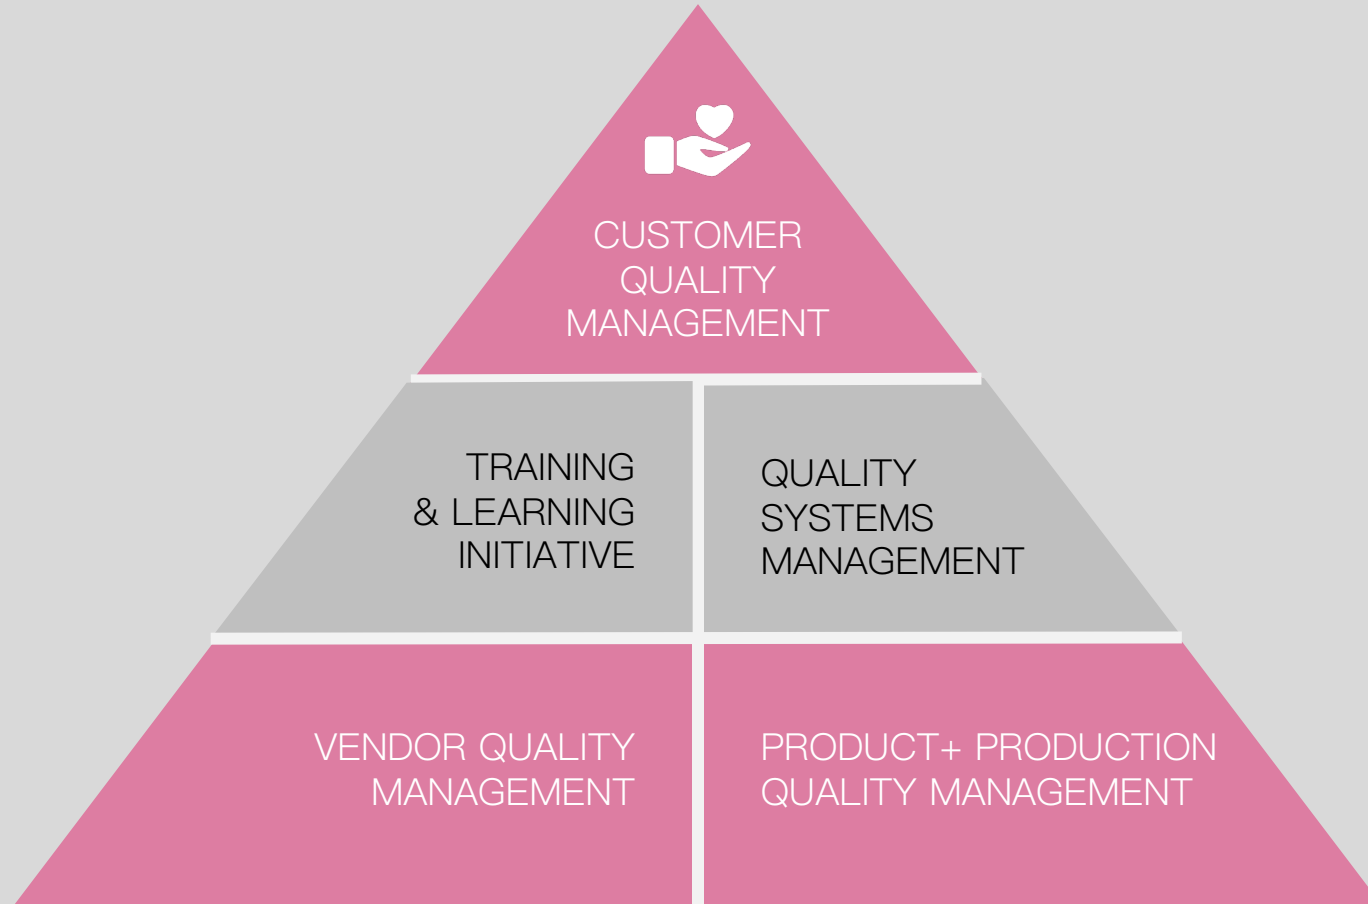 CUSTOMER
QUALITY
MANAGEMENT
TRAINING
& LEARNING
INITIATIVE
QUALITY
SYSTEMS
MANAGEMENT
VENDOR QUALITY
MANAGEMENT
PRODUCT+ PRODUCTION
QUALITY MANAGEMENT